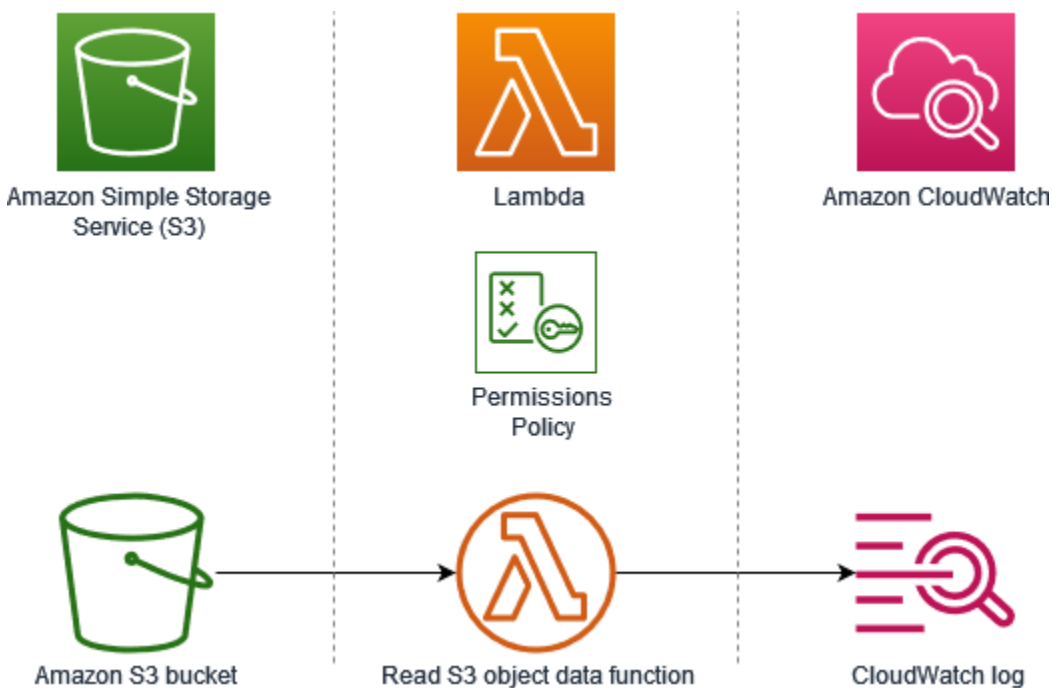 Amazon Simple Storage
Service (S3)
Lambda
Amazon CloudWatch
Permissions
Policy
Amazon S3 bucket
Read S3 object data function
CloudWatch log